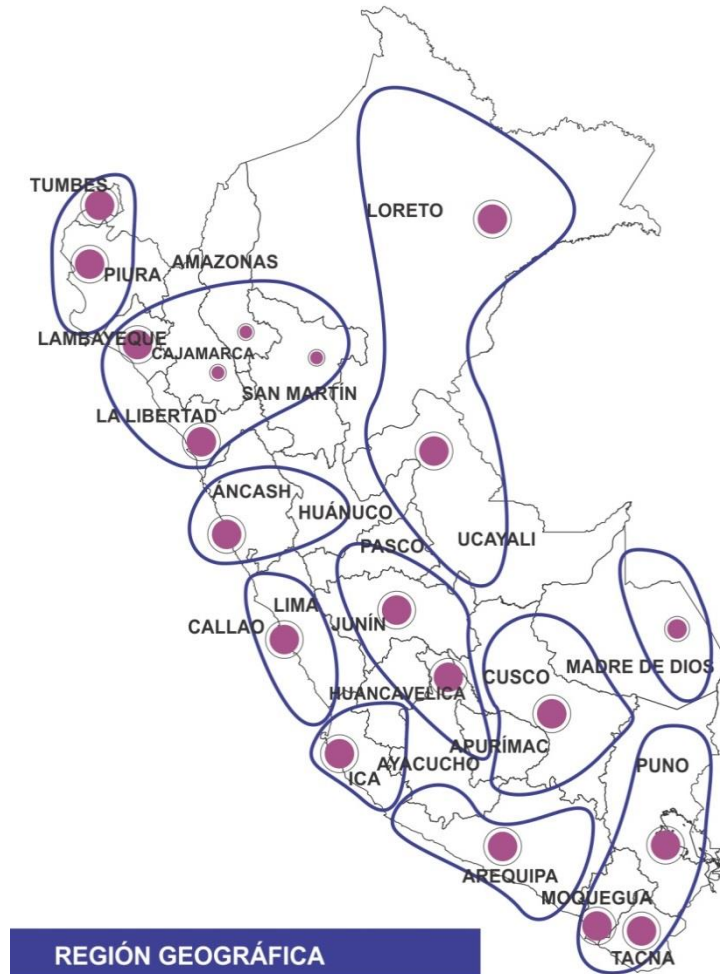 TUMBES
LORETO
AMAZONAS
PIURA
LAMBAYEQUE
CAJAMARCA
SAN MARTÍN
LA LIBERTAD
ÁNCASH
HUÁNUCO
UCAYALI
PASCO
LIMA
CALLAO
JUNÍN
MADRE DE DIOS
CUSCO
HUANCAVELICA
APURÍMAC
AYACUCHO
PUNO
ICA
AREQUIPA
MOQUEGUA
TACNA
REGIÓN GEOGRÁFICA